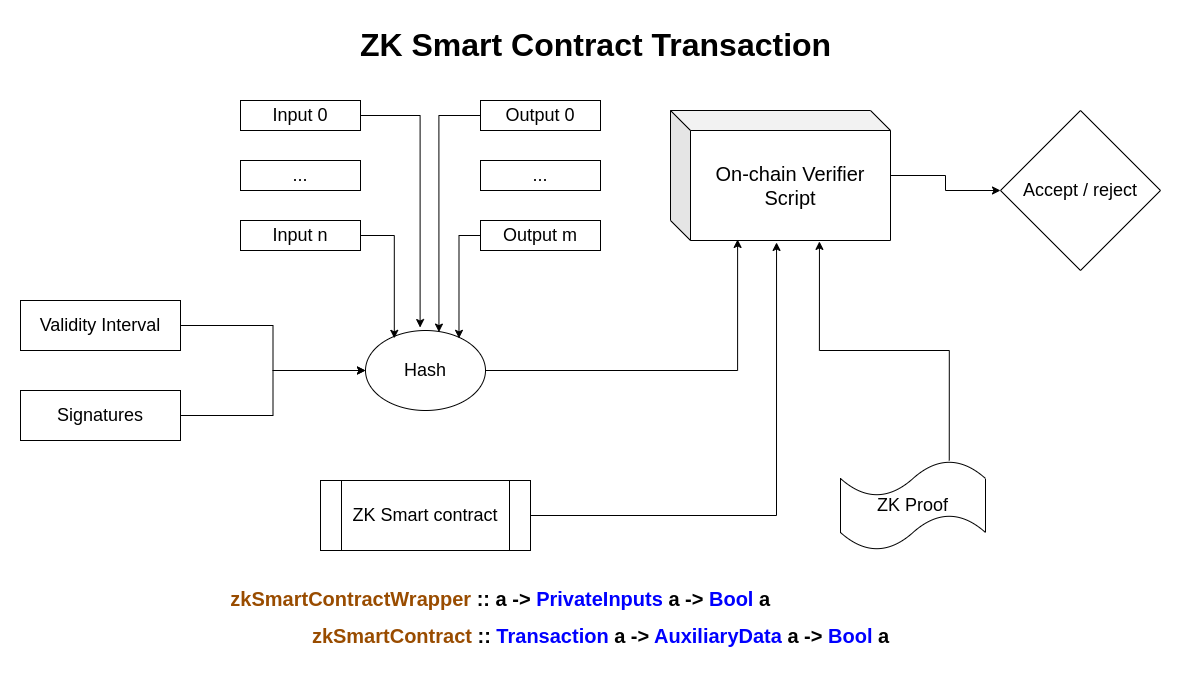 ZK Smart Contract Transaction
Input 0
...
Input n
Output 0
...
Output m
On-chain Verifier
Script
Accept / reject
Validity Interval
Signatures
Hash
ZK Smart contract
ZK Proof
zkSmartContractWrapper :: a -> PrivateInputs a -> Bool a
zkSmartContract :: Transaction a -> AuxiliaryData a -> Bool a